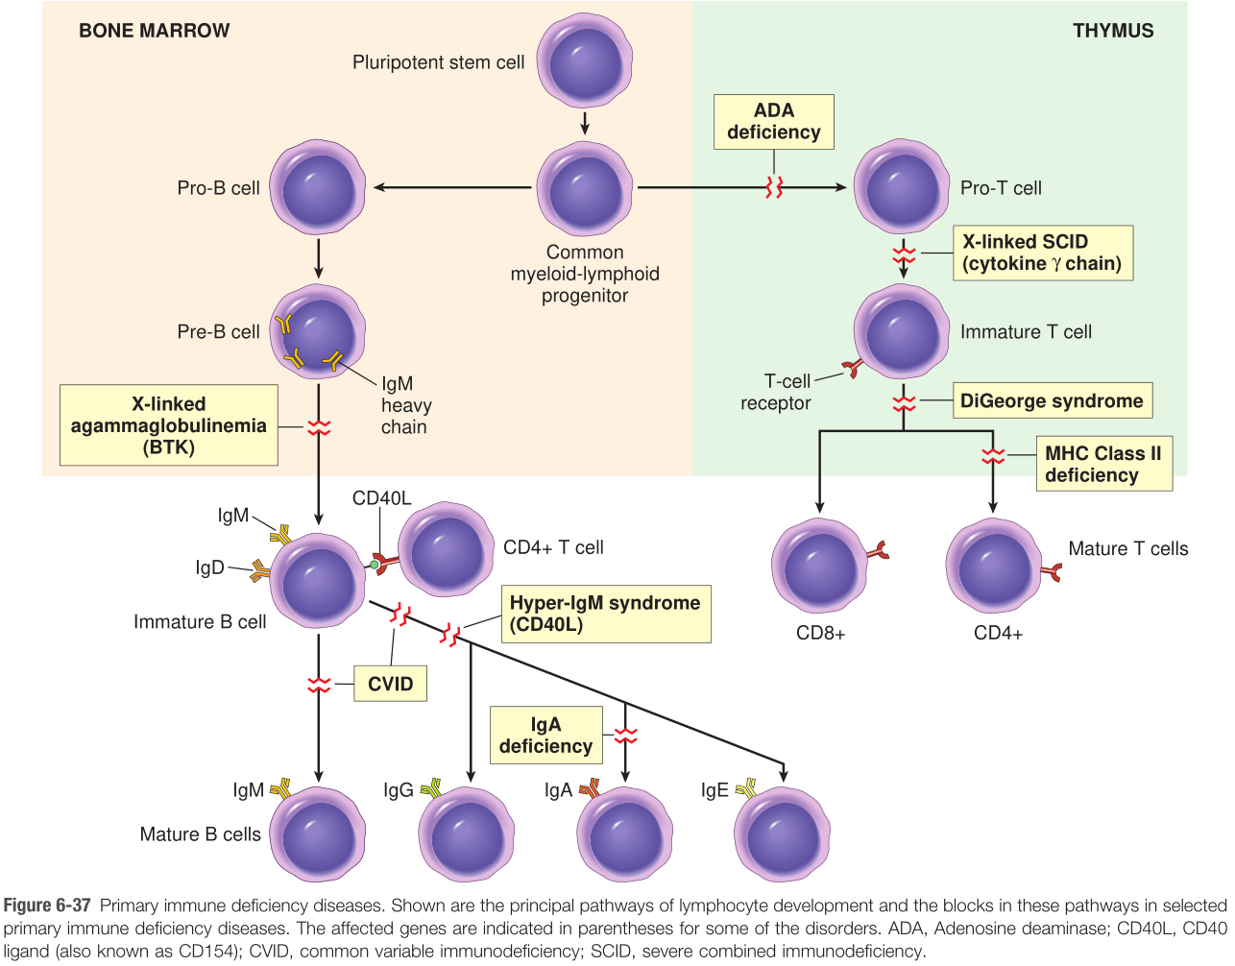 BONE MARROW
THYMUS
Pluripotent stem cell
ADA
deficiency
Pro-B cell
Common
myeloid-lymphoid
progenitor
Pro-T cell
X-linked SCID
(cytokine γ chain)
Pre-B cell
IgM
heavy
chain
Immature T cell
T-cell
receptor
X-linked
agammaglobulinemia
(BTK)
DiGeorge syndrome
MHC Class II
deficiency
IgM
CD40L
IgD
CD4+ T cell
Immature B cell
Mature T cells
CD8+
CD4+
Hyper-IgM syndrome
(CD40L)
CVID
IgA
deficiency
IgM
IgG
IgA
IgE
Mature B cells
Figure 6-37 Primary immune deficiency diseases. Shown are the principal pathways of lymphocyte development and the blocks in these pathways in selected
primary immune deficiency diseases. The affected genes are indicated in parentheses for some of the disorders. ADA, Adenosine deaminase; CD40L, CD40
ligand (also known as CD154); CVID, common variable immunodeficiency; SCID, severe combined immunodeficiency.